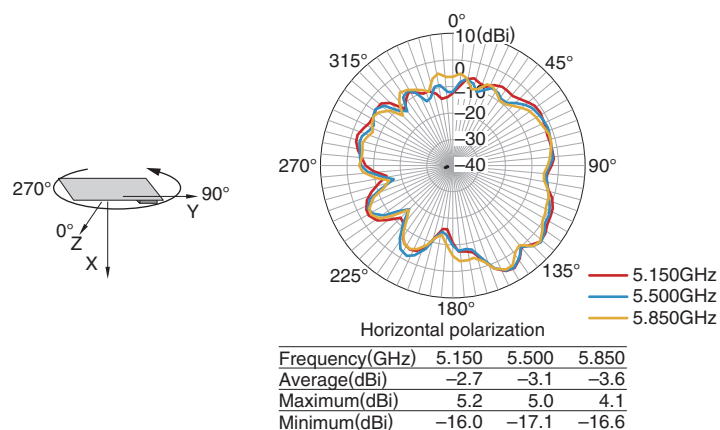 0°
10(dBi)
315°
45°
0
−10
−20
−30
−40
270°
90°
270°
90°
Y
0°
Z
X
225°
135°
180°
5.150GHz
5.500GHz
5.850GHz
Horizontal polarization
Frequency(GHz) 5.150 5.500 5.850
Average(dBi) −2.7 −3.1 −3.6
Maximum(dBi) 5.2 5.0 4.1
Minimum(dBi) −16.0 −17.1 −16.6